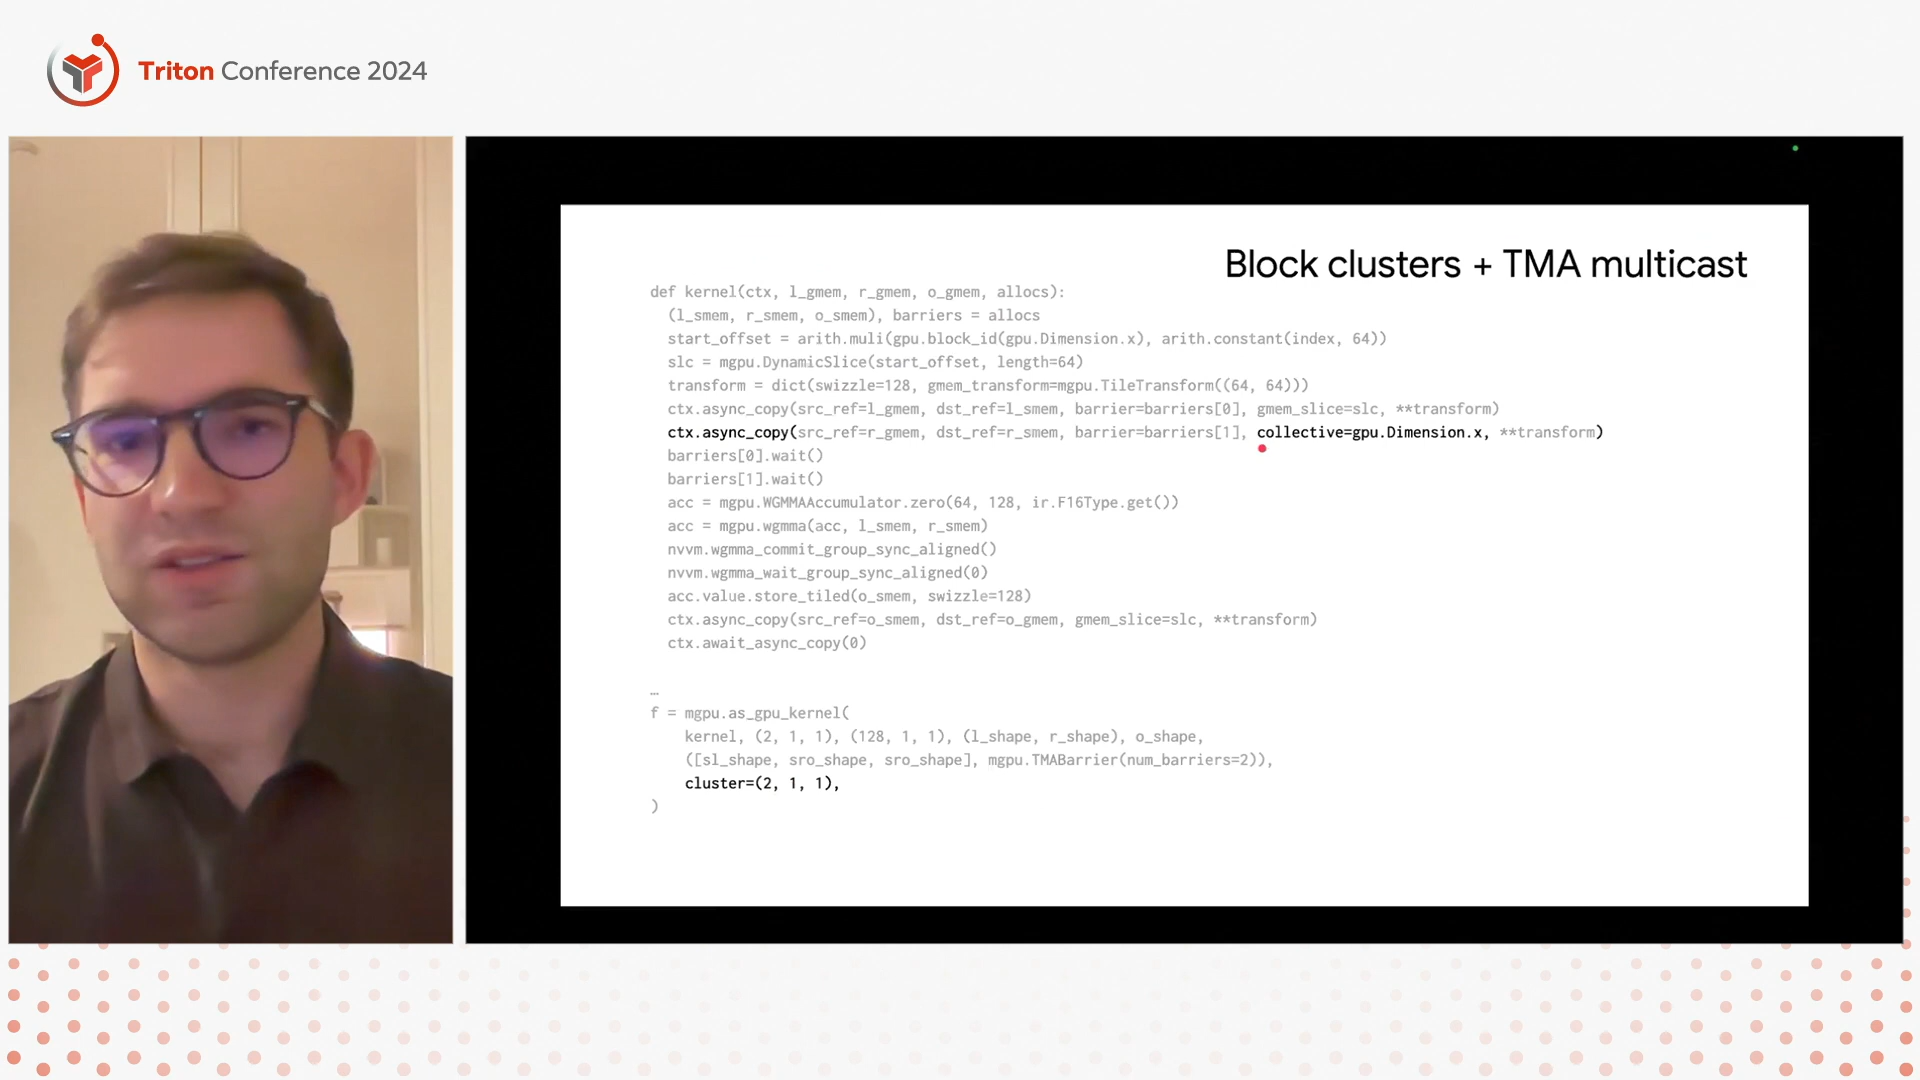 Triton Conference 2024
Block clusters + TMA multicast
def kernel(ctx, l_gmem, r_gmem, o_gmem, allocs):
(l_smem, r_smem, o_smem), barriers = allocs
start_offset = arith.muli(gpu.block_id(gpu.Dimension.x), arith.constant(index, 64))
slc = mgpu.DynamicSlice(start_offset, length=64)
transform = dict(swizzle=128, gmem_transform=mgpu.TileTransform((64, 64)))
ctx.async_copy(src_ref=l_gmem, dst_ref=l_smem, barrier=barriers[0], gmem_slice=slc, **transform)
ctx.async_copy(src_ref=r_gmem, dst_ref=r_smem, barrier=barriers[1], collective=gpu.Dimension.x, **transform)
barriers[0].wait()
barriers[1].wait()
acc = mgpu.WGMMAAccumulator.zero(64, 128, ir.F16Type.get())
acc = mgpu.wgmma(acc, l_smem, r_smem)
nvvm.wgmma_commit_group_sync_aligned()
nvvm.wgmma_wait_group_sync_aligned(0)
acc.value.store_tiled(o_smem, swizzle=128)
ctx.async_copy(src_ref=o_smem, dst_ref=o_gmem, gmem_slice=slc, **transform)
ctx.await_async_copy(0)
…
f = mgpu.as_gpu_kernel(
kernel, (2, 1, 1), (128, 1, 1), (l_shape, r_shape), o_shape,
([sl_shape, sro_shape, sro_shape], mgpu.TMABarrier(num_barriers=2)),
cluster=(2, 1, 1),
)